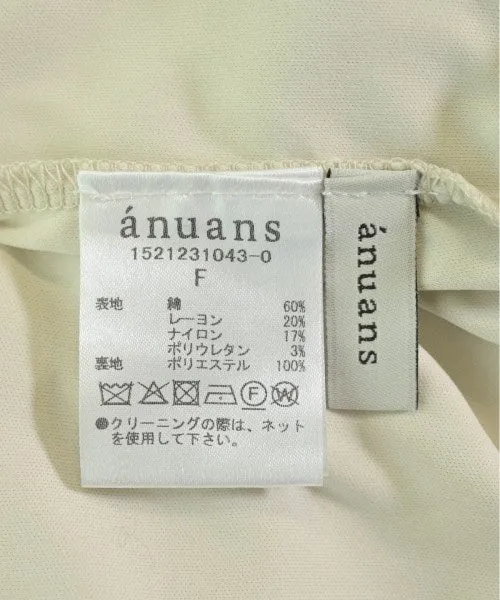 ánuans
1521231043-0
F
表地 綿 60%
レーヨン 20%
ナイロン 17%
ポリウレタン 3%
裏地 ポリエステル 100%
F W
●クリーニングの際は、ネット
を使用して下さい。
ánuans